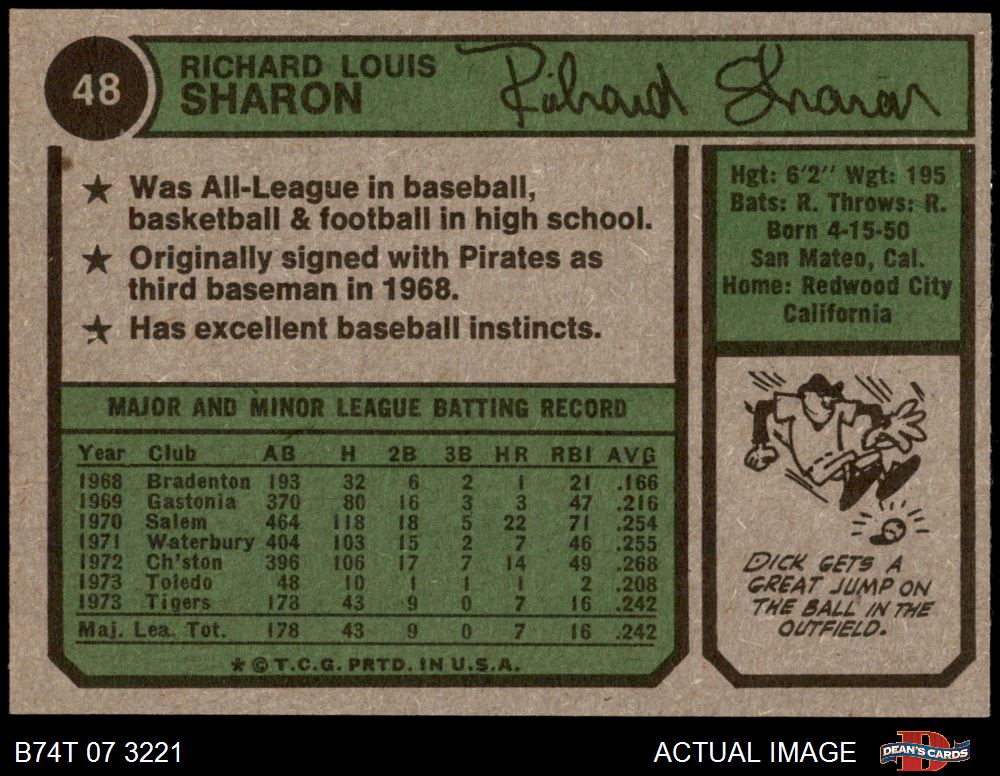 48
RICHARD LOUIS
SHARON
Richard Sharon
★ Was All-League in baseball,
basketball & football in high school.
★ Originally signed with Pirates as
third baseman in 1968.
★ Has excellent baseball instincts.
Hgt: 6'2" Wgt: 195
Bats: R. Throws: R.
Born 4-15-50
San Mateo, Cal.
Home: Redwood City
California
MAJOR AND MINOR LEAGUE BATTING RECORD
Year Club AB H 2B 3B HR RBI AVG
1968 Bradenton 193 32 6 2 1 21 .166
1969 Gastonia 370 80 16 3 3 47 .216
1970 Salem 464 118 18 5 22 71 .254
1971 Waterbury 404 103 15 2 7 46 .255
1972 Ch'ston 396 106 17 7 14 49 .268
1973 Toledo 48 10 1 1 1 2 .208
1973 Tigers 178 43 9 0 7 16 .242
Maj. Lea. Tot. 178 43 9 0 7 16 .242
* © T.C.G. PRTD. IN U.S.A.
DICK GETS A
GREAT JUMP ON
THE BALL IN THE
OUTFIELD.
B74T 07 3221
ACTUAL IMAGE
D
DEAN'S CARDS